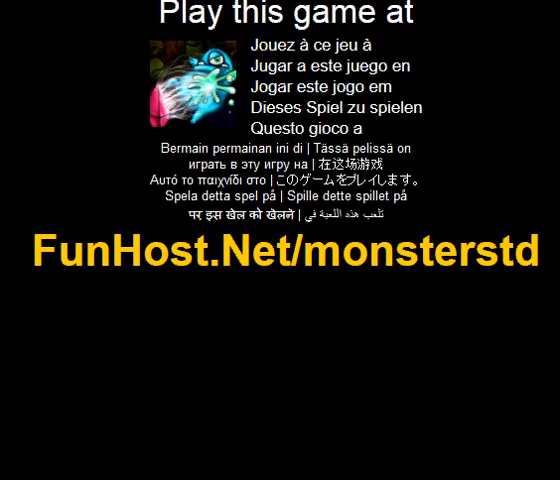 Play this game at
Jouez à ce jeu à
Jugar a este juego en
Jogar este jogo em
Dieses Spiel zu spielen
Questo gioco a
Bermain permainan ini di | Tässä pelissä on
играть в эту игру на | 在这场游戏
Αυτό το παιχνίδι στο | このゲームをプレイします。
Spela detta spel på | Spille dette spillet på
पर इस खेल को खेलने | تلعب هذه اللعبة في
FunHost.Net/monsterstd